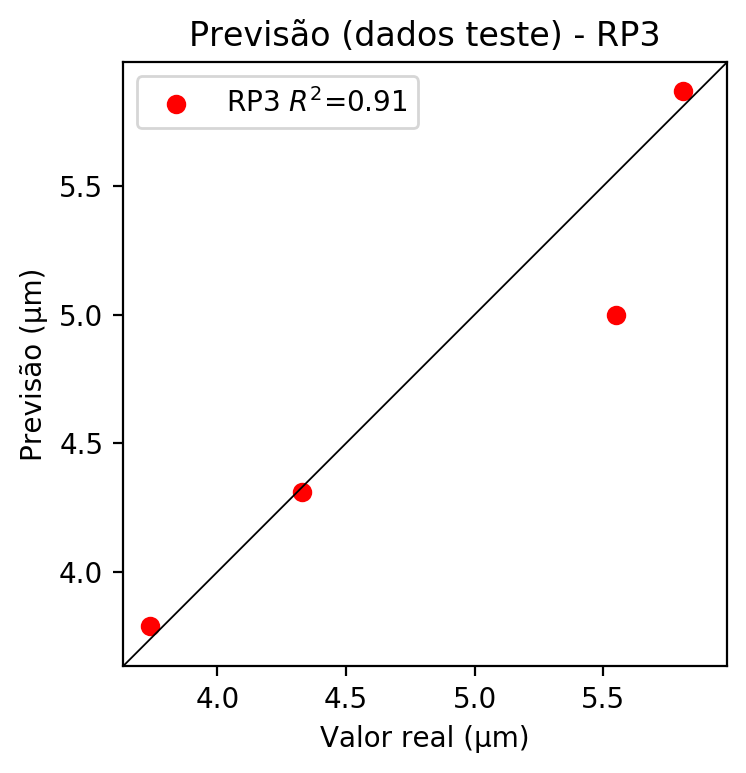 Previsão (dados teste) - RP3
RP3 R²=0.91
Previsão (μm)
5.5
5.0
4.5
4.0
4.0 4.5 5.0 5.5
Valor real (μm)